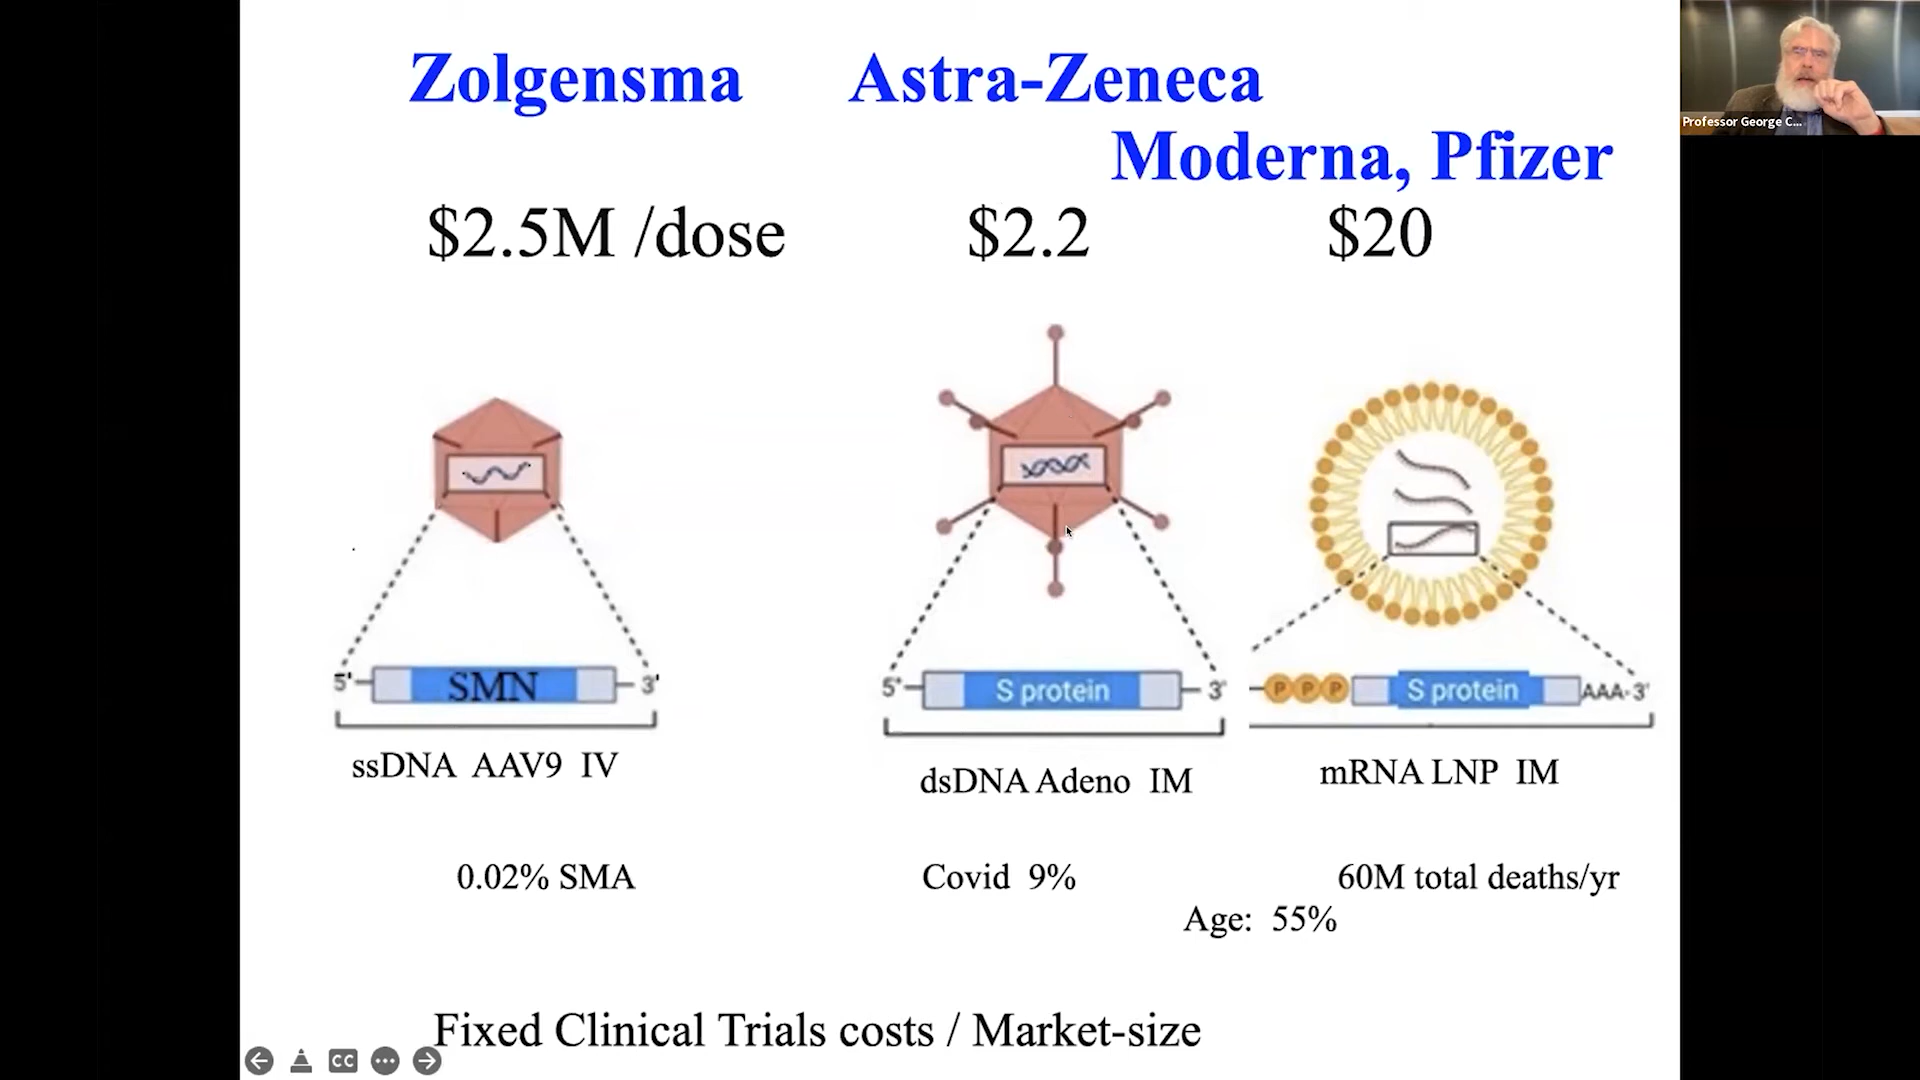 Zolgensma Astra-Zeneca
Moderna, Pfizer
$2.5M /dose $2.2 $20
Professor George C...
5' SMN 3'
5' S protein 3'
P P P S protein AAA-3'
ssDNA AAV9 IV
dsDNA Adeno IM
mRNA LNP IM
0.02% SMA Covid 9% 60M total deaths/yr
Age: 55%
Fixed Clinical Trials costs / Market-size
CC